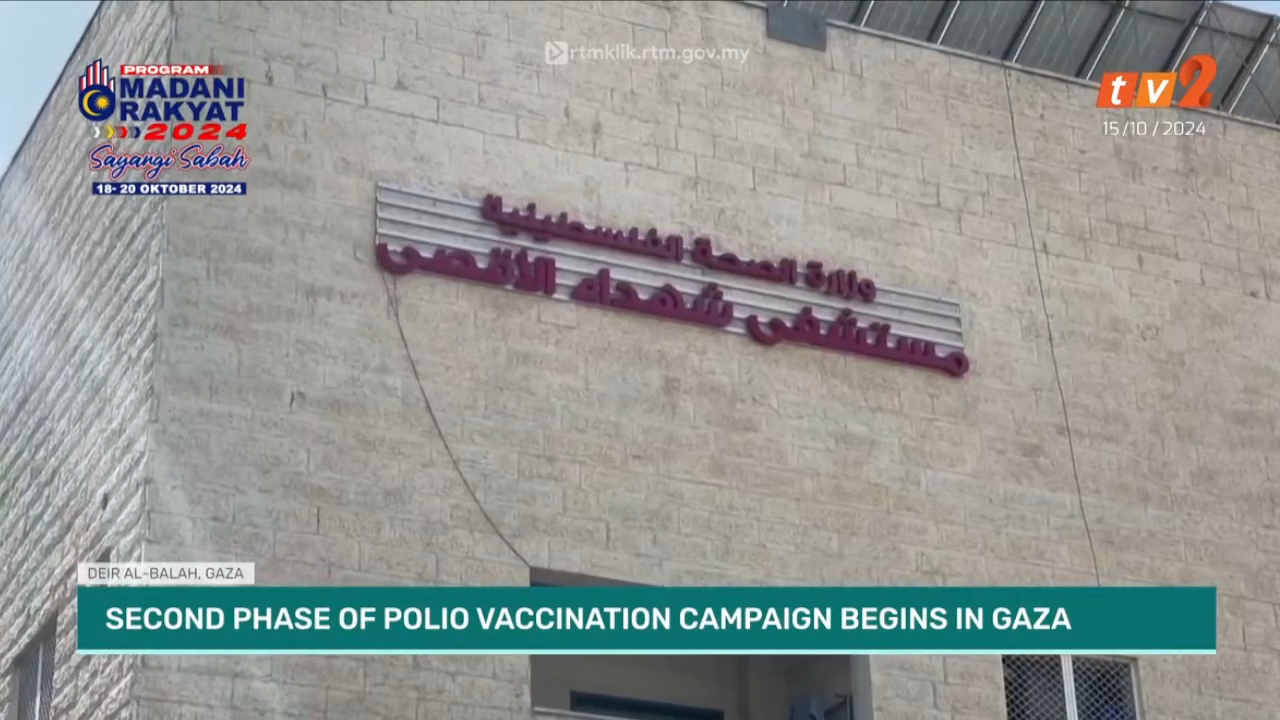 rtmklik.rtm.gov.my
PROGRAM
MADANI
RAKYAT
2024
Sayangi Sabah
18- 20 OKTOBER 2024
tv2
15/10/2024
وزارة الصحة الفلسطينية
مستشفى شهداء الأقصى
DEIR AL-BALAH, GAZA
SECOND PHASE OF POLIO VACCINATION CAMPAIGN BEGINS IN GAZA